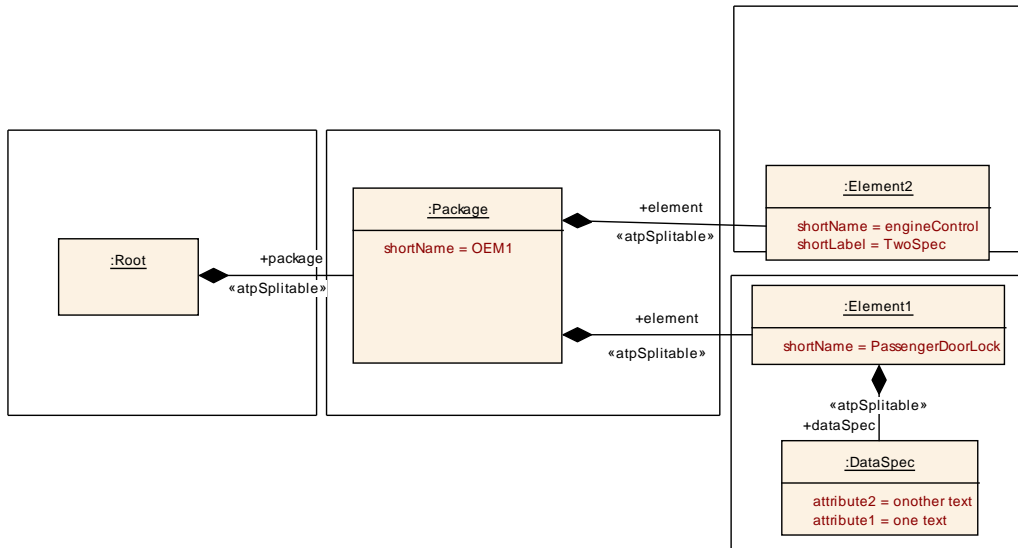 :Root
+package
«atpSplitable»
:Package
shortName = OEM1
+element
«atpSplitable»
:Element2
shortName = engineControl
shortLabel = TwoSpec
+element
«atpSplitable»
:Element1
shortName = PassengerDoorLock
«atpSplitable»
+dataSpec
:DataSpec
attribute2 = onother text
attribute1 = one text